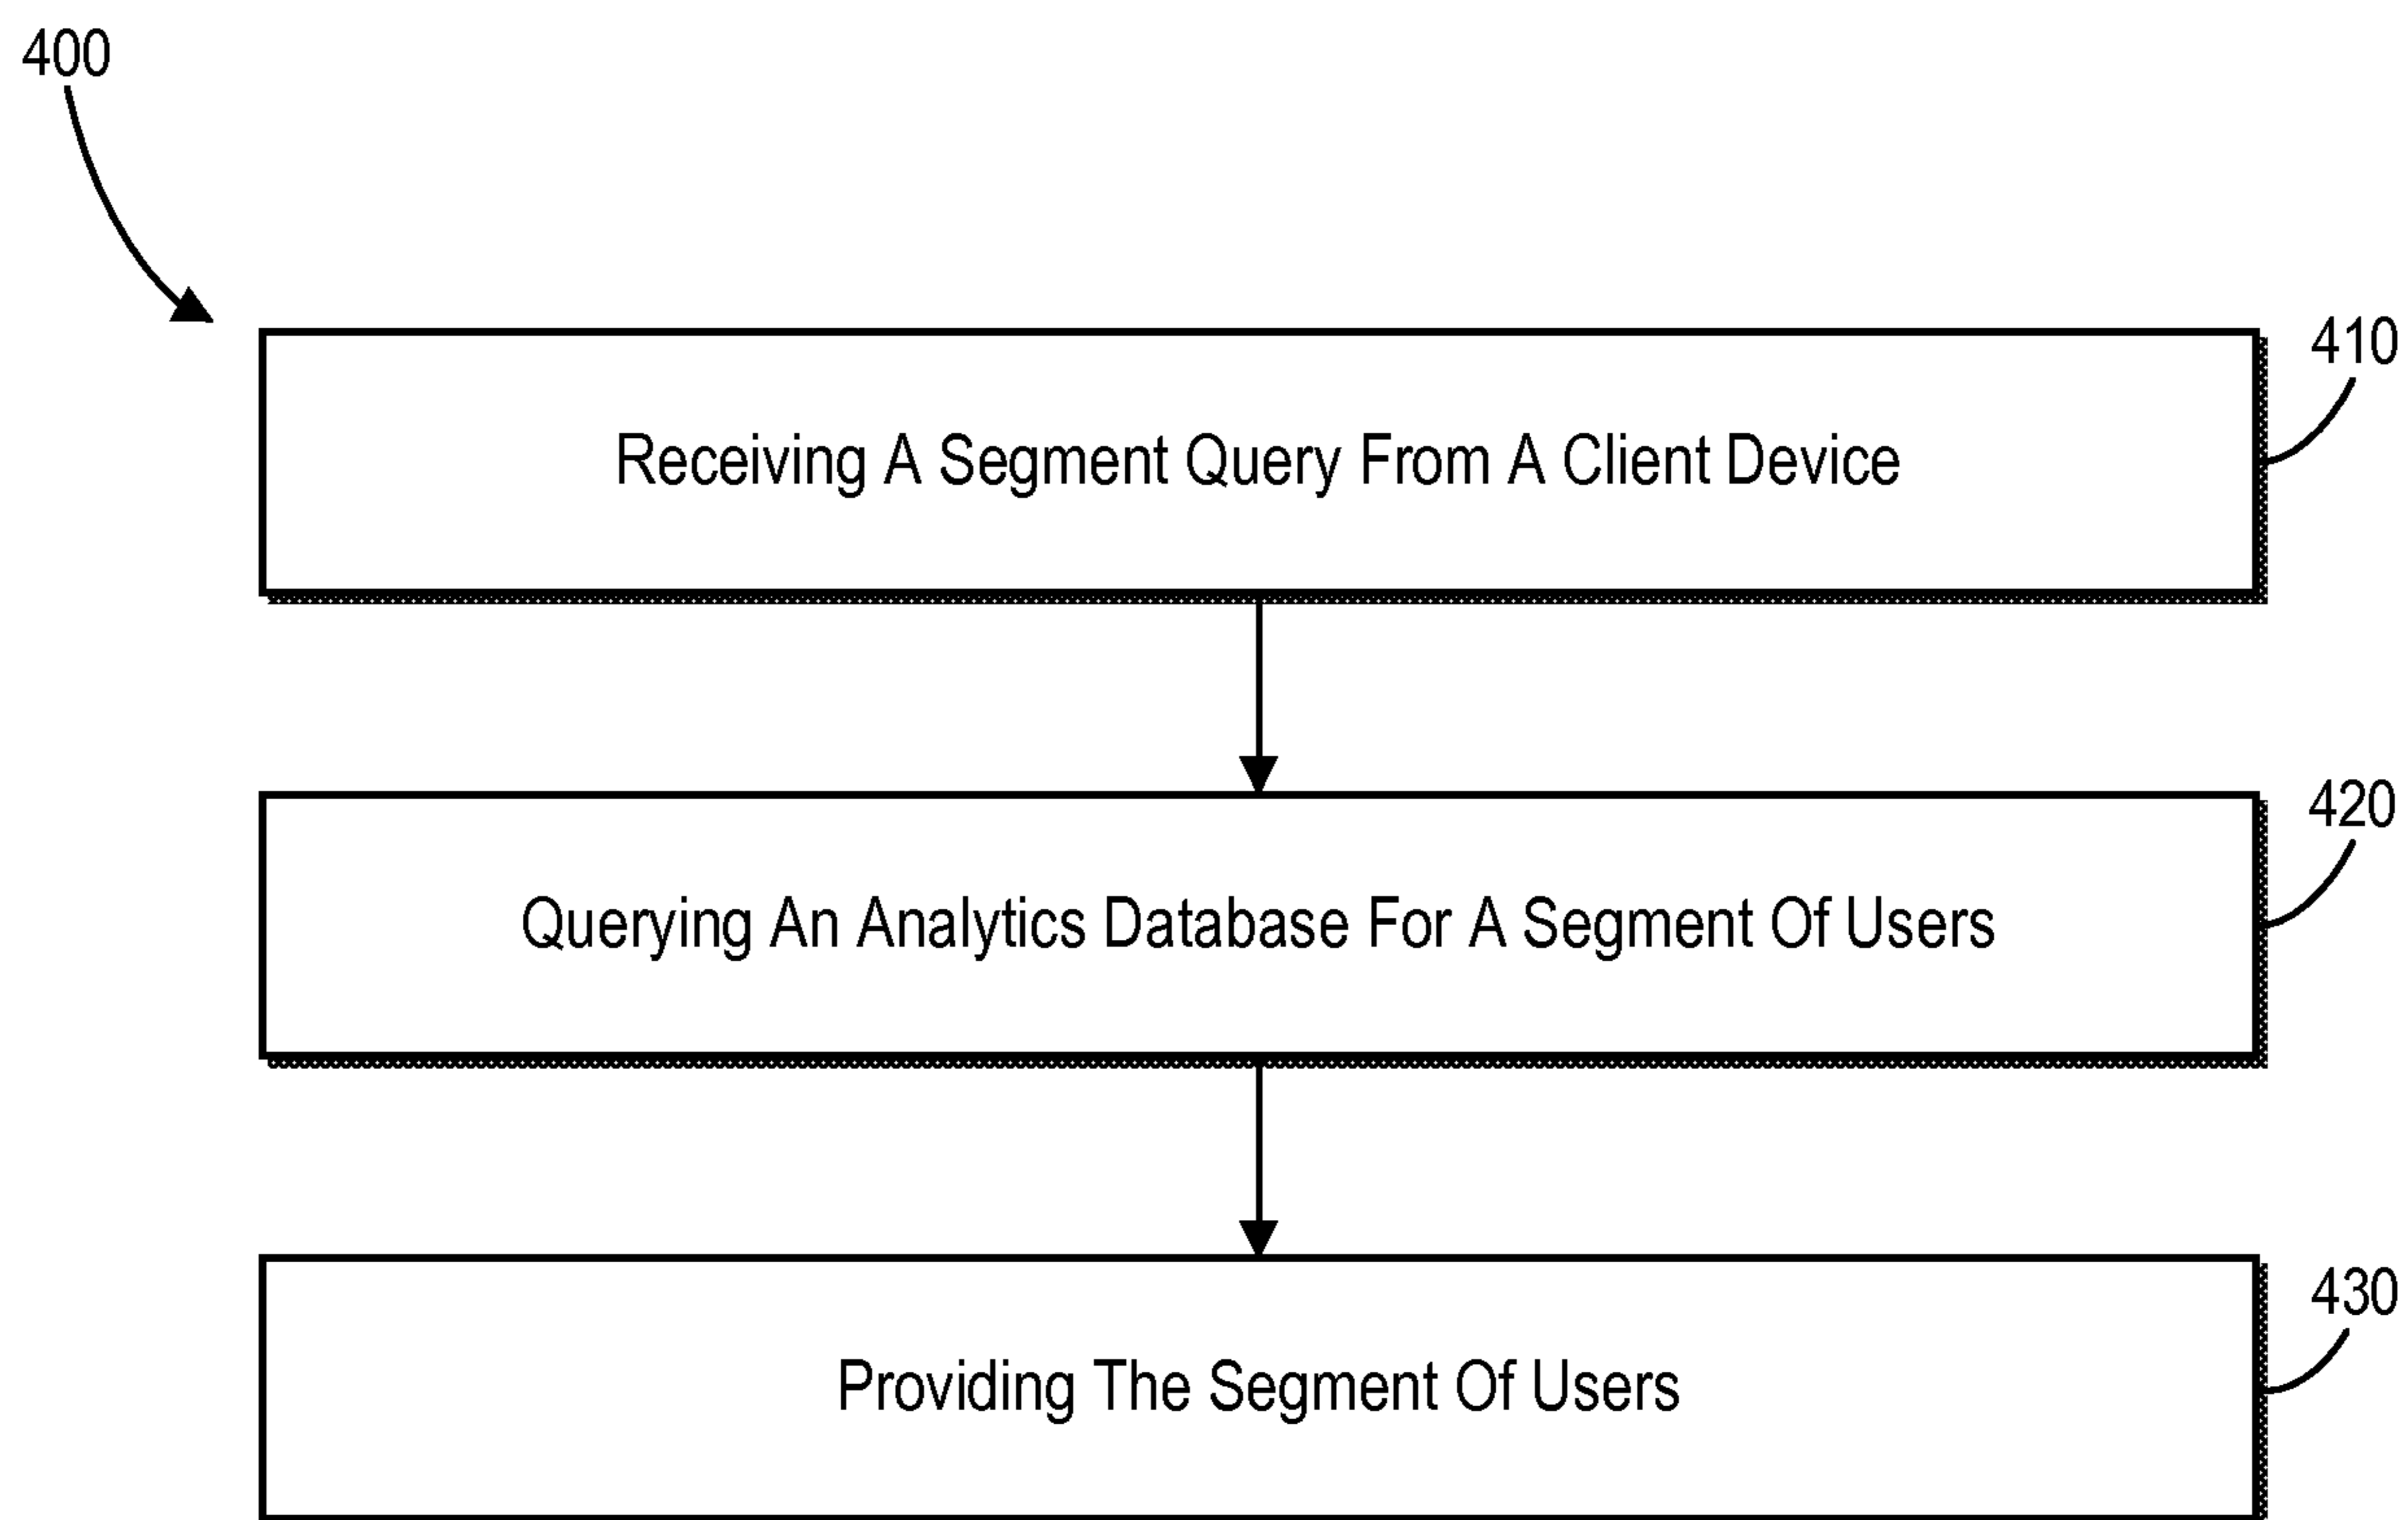 400
410
Receiving A Segment Query From A Client Device
420
Querying An Analytics Database For A Segment Of Users
430
Providing The Segment Of Users